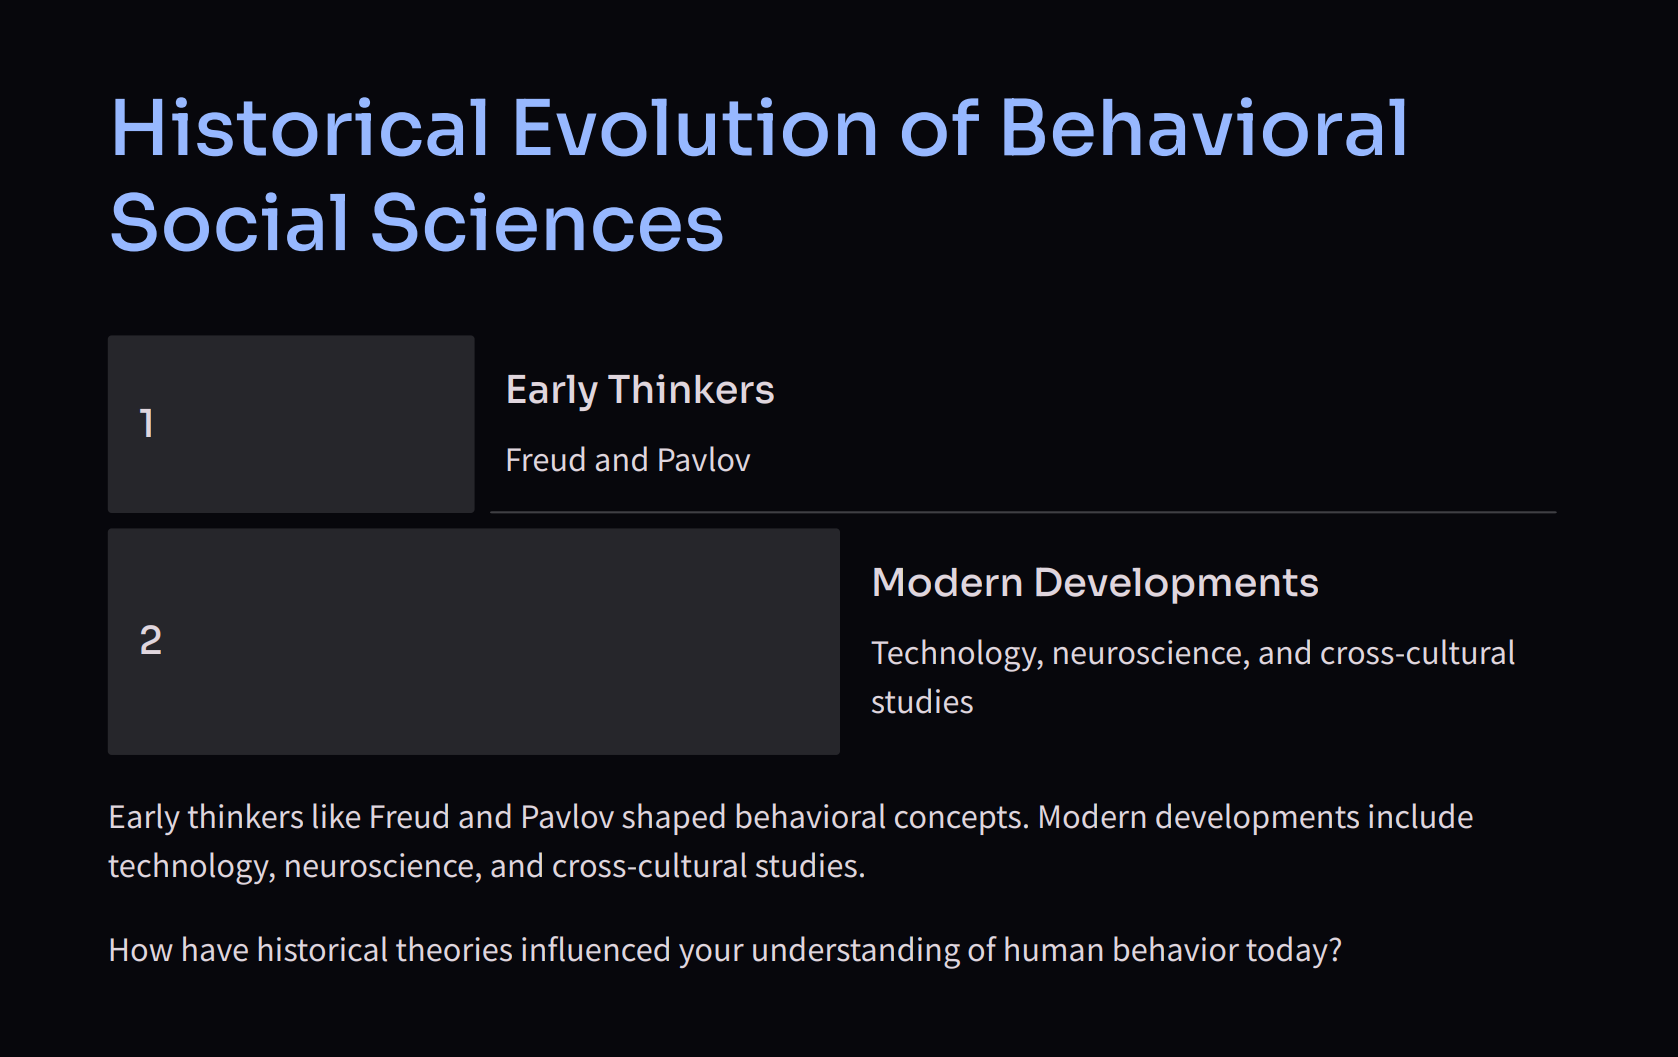 Historical Evolution of Behavioral
Social Sciences
1
Early Thinkers
Freud and Pavlov
2
Modern Developments
Technology, neuroscience, and cross-cultural
studies
Early thinkers like Freud and Pavlov shaped behavioral concepts. Modern developments include
technology, neuroscience, and cross-cultural studies.
How have historical theories influenced your understanding of human behavior today?